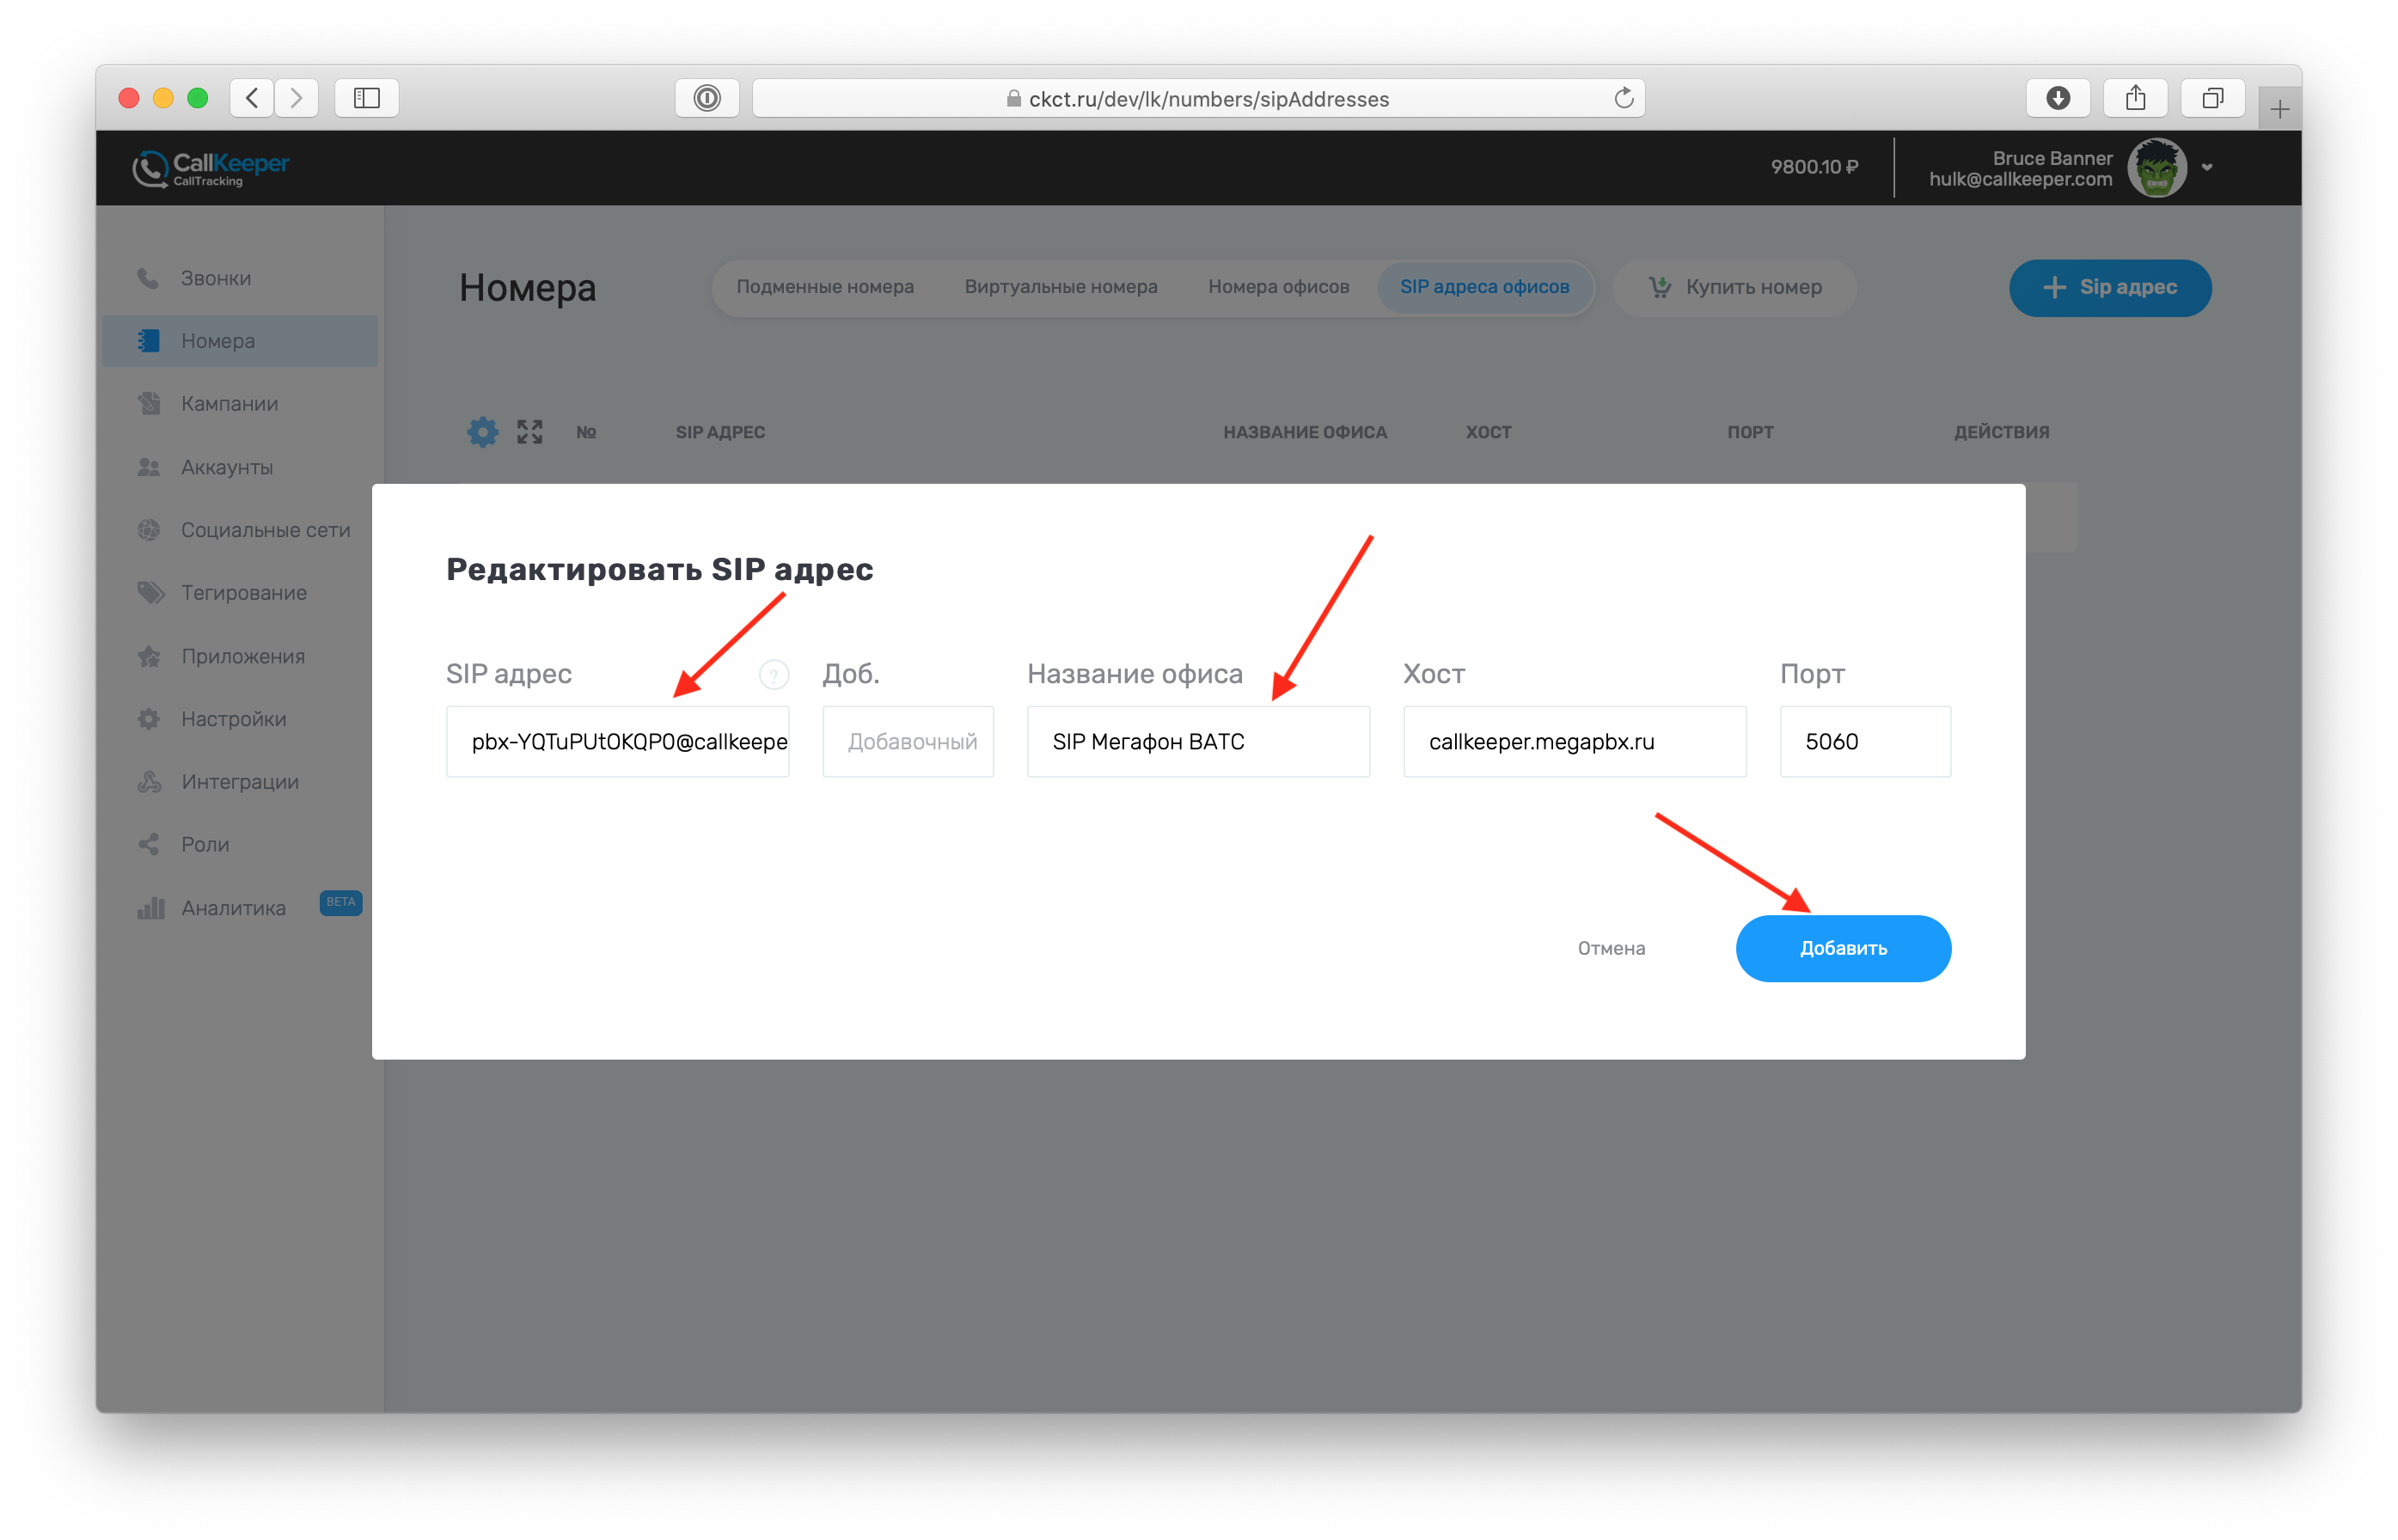 ckct.ru/dev/lk/numbers/sipAddresses
CallKeeper
CallTracking
9800.10 ₽
Bruce Banner
hulk@callkeeper.com
Звонки
Номера
Кампании
Аккаунты
Социальные сети
Тегирование
Приложения
Настройки
Интеграции
Роли
Аналитика BETA
Номера
Подменные номера Виртуальные номера Номера офисов SIP адреса офисов Купить номер + Sip адрес
№ SIP АДРЕС НАЗВАНИЕ ОФИСА ХОСТ ПОРТ ДЕЙСТВИЯ
Редактировать SIP адрес
SIP адрес ? Доб. Название офиса Хост Порт
pbx-YQTuPUtOKQP0@callkeepe Добавочный SIP Мегафон ВАТС callkeeper.megapbx.ru 5060
Отмена Добавить